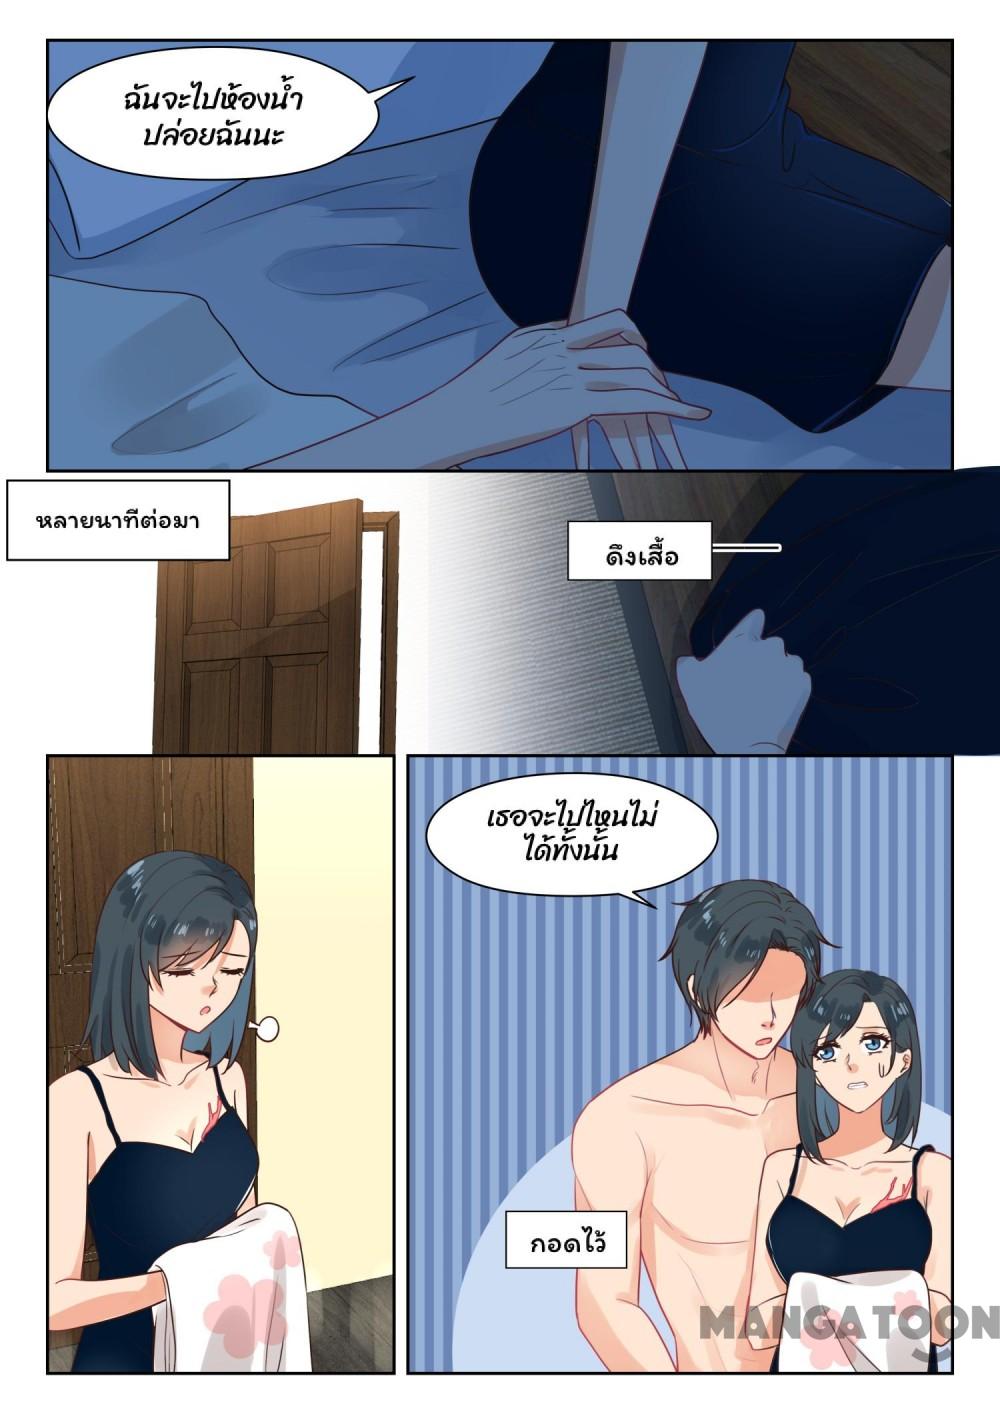 ฉันจะไปห้องน้ำ
ปล่อยฉันนะ
หลายนาทีต่อมา
ดึงเสื้อ
เธอจะไปไหนไม่
ได้ทั้งนั้น
กอดไว้
MANGATOON